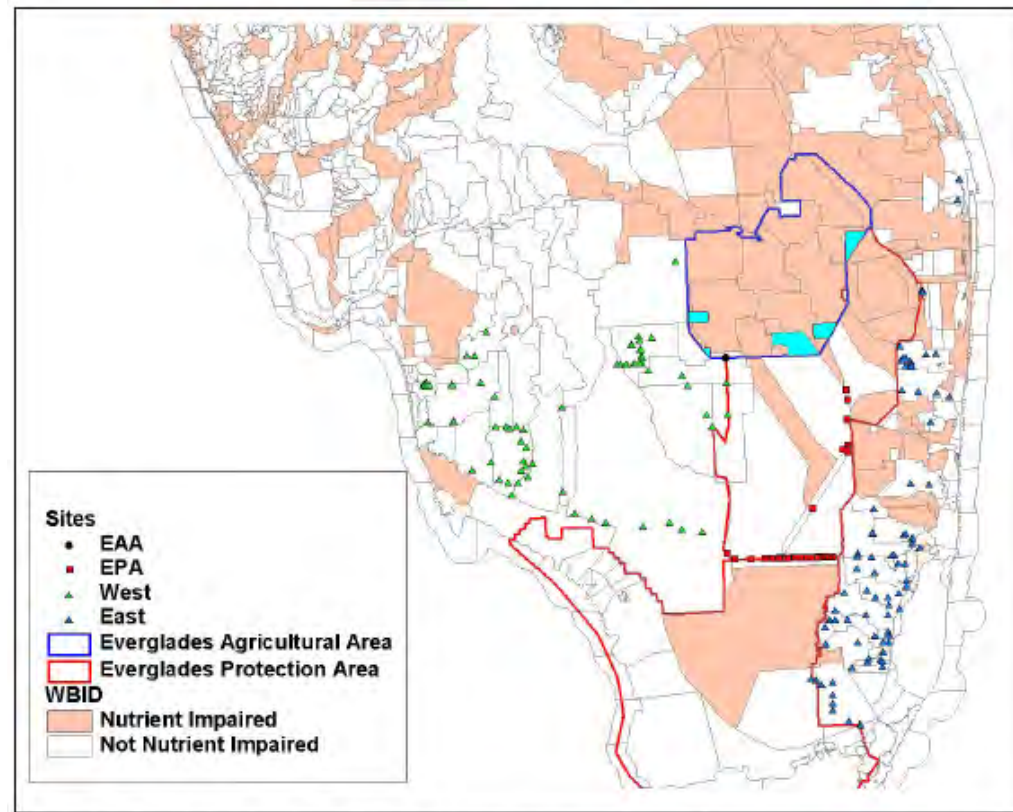 Sites
EAA
EPA
West
East
Everglades Agricultural Area
Everglades Protection Area
WBID
Nutrient Impaired
Not Nutrient Impaired